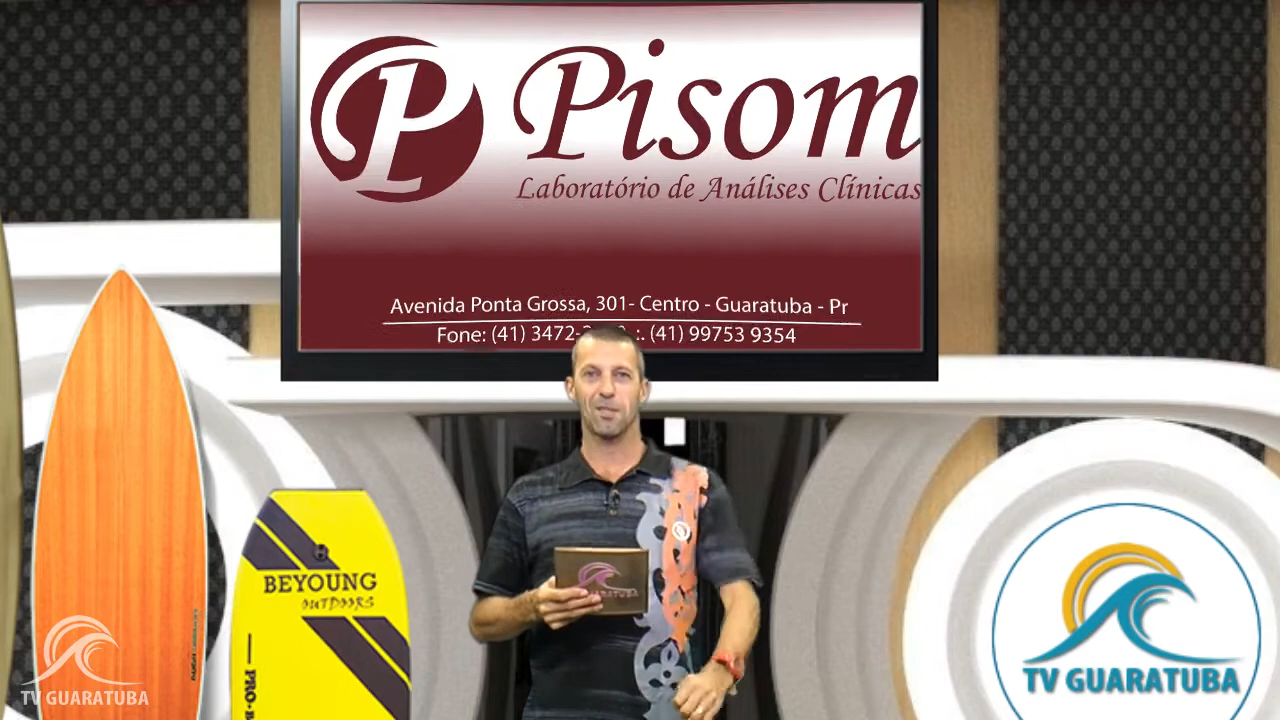 P Pisom
Laboratório de Análises Clínicas
Avenida Ponta Grossa, 301- Centro - Guaratuba - Pr
Fone: (41) 3472- .:. (41) 99753 9354
BEYOUNG
OUTDOORS
PRO-B
TV GUARATUBA
TV GUARATUBA
GUARATUBA